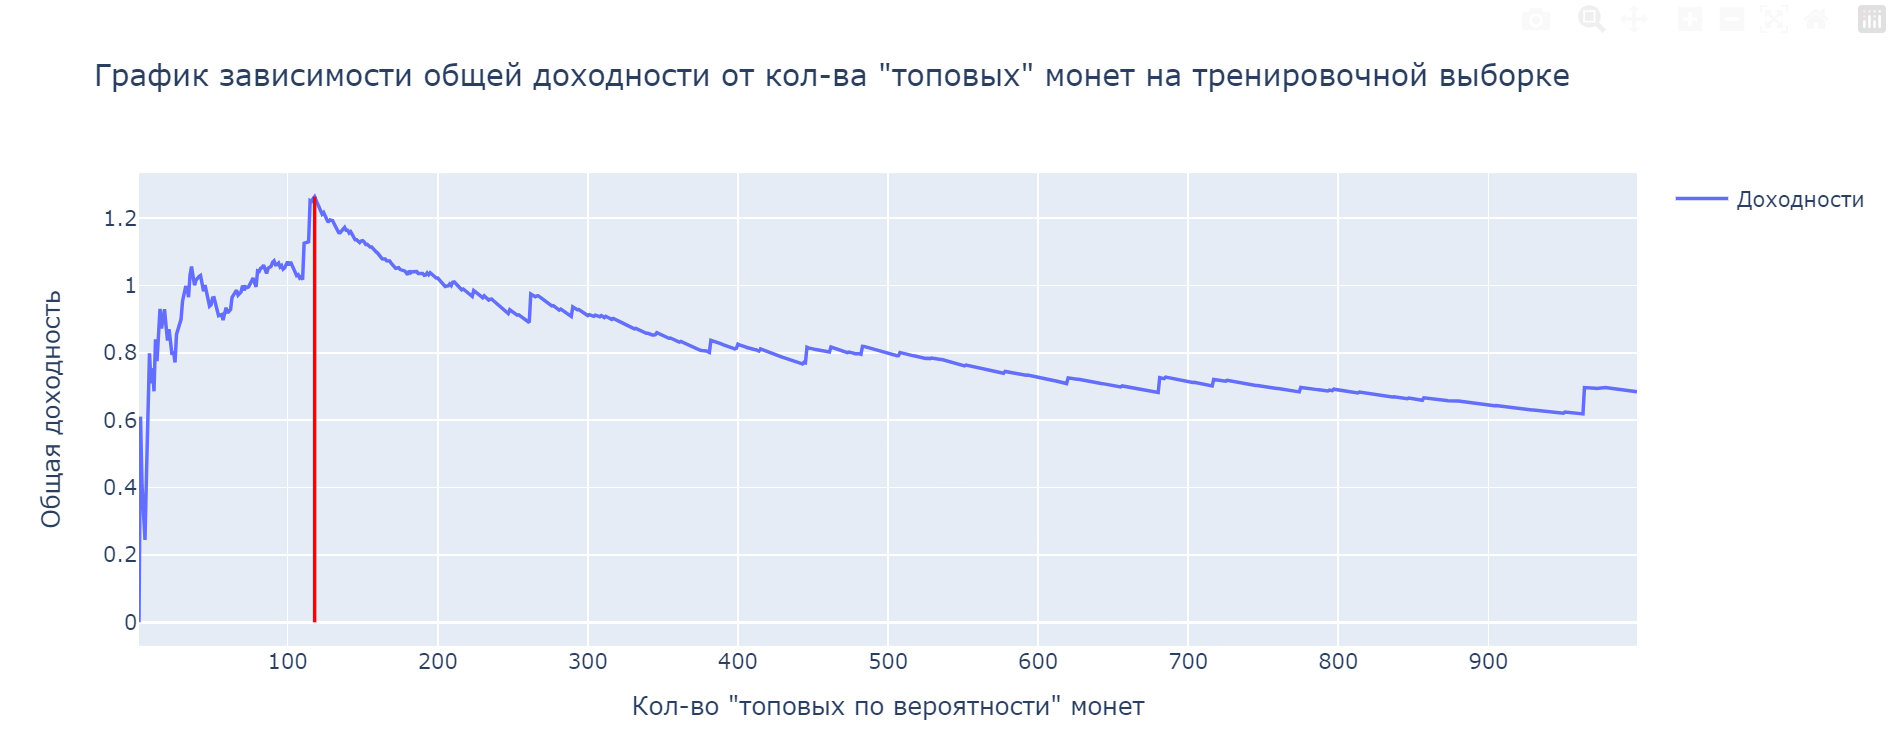 График зависимости общей доходности от кол-ва "топовых" монет на тренировочной выборке
Доходности
Общая доходность
1.2
1
0.8
0.6
0.4
0.2
0
100 200 300 400 500 600 700 800 900
Кол-во "топовых по вероятности" монет